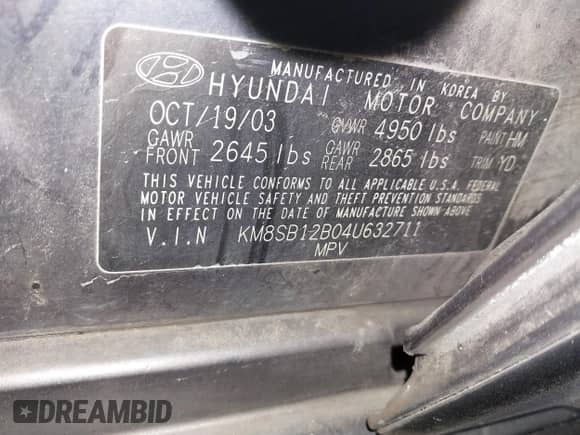 MANUFACTURED IN KOREA BY
HYUNDAI MOTOR COMPANY
OCT/19/03 GVWR 4950 lbs PAINT HM
GAWR FRONT 2645 lbs GAWR REAR 2865 lbs TRIM YD
THIS VEHICLE CONFORMS TO ALL APPLICABLE U.S.A. FEDERAL
MOTOR VEHICLE SAFETY AND THEFT PREVENTION STANDARDS
IN EFFECT ON THE DATE OF MANUFACTURE SHOWN-ABOVE
V.I.N KM8SB12B04U632711
MPV
DREAMBID